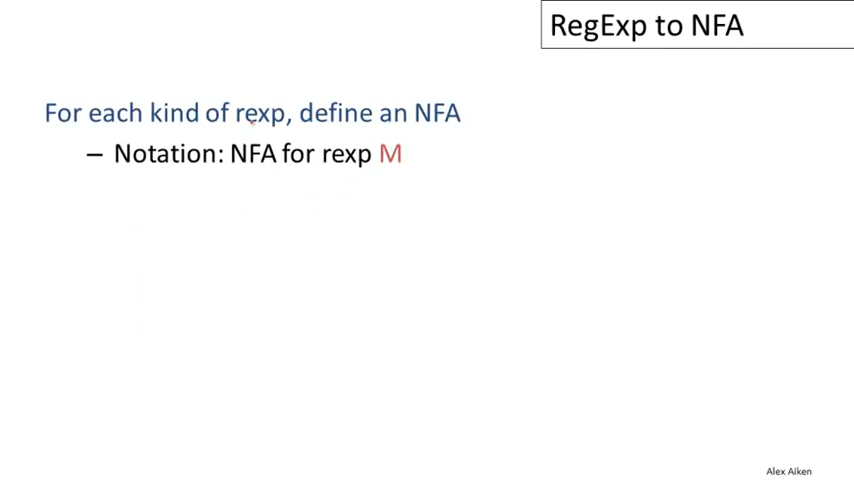 RegExp to NFA
For each kind of rexp, define an NFA
– Notation: NFA for rexp M
Alex Aiken